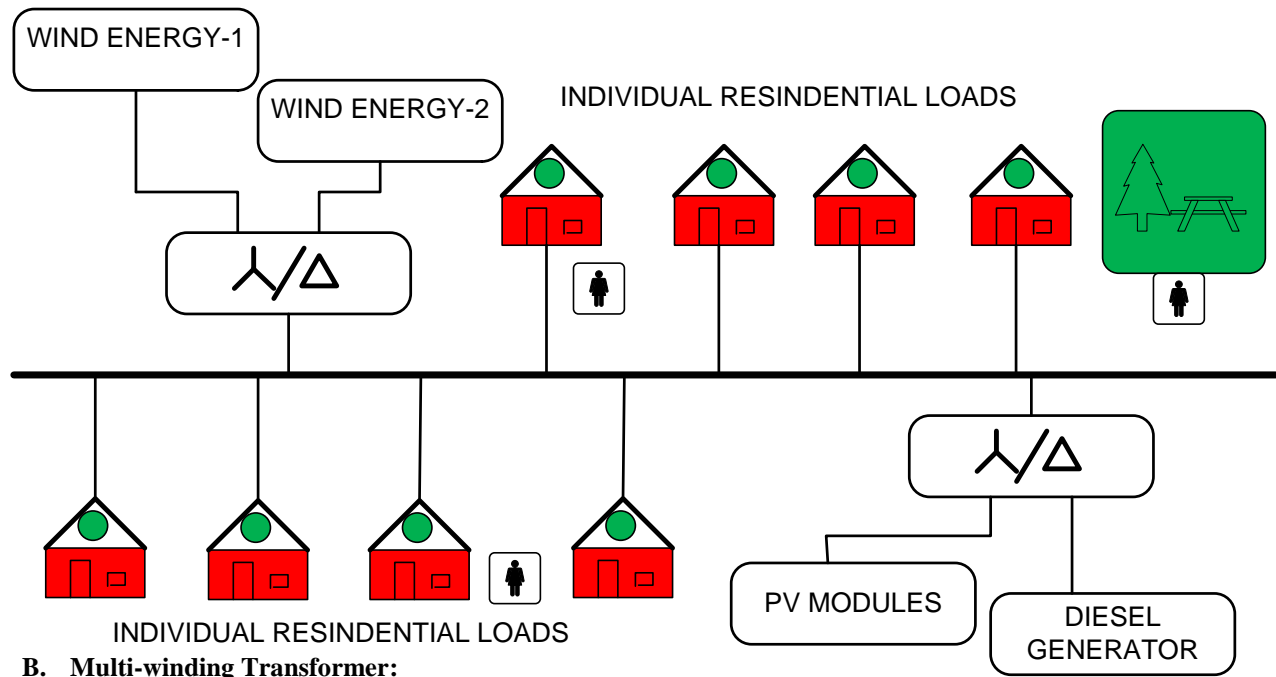 WIND ENERGY-1
WIND ENERGY-2
INDIVIDUAL RESINDENTIAL LOADS
PV MODULES
DIESEL
GENERATOR
INDIVIDUAL RESINDENTIAL LOADS
B. Multi-winding Transformer: